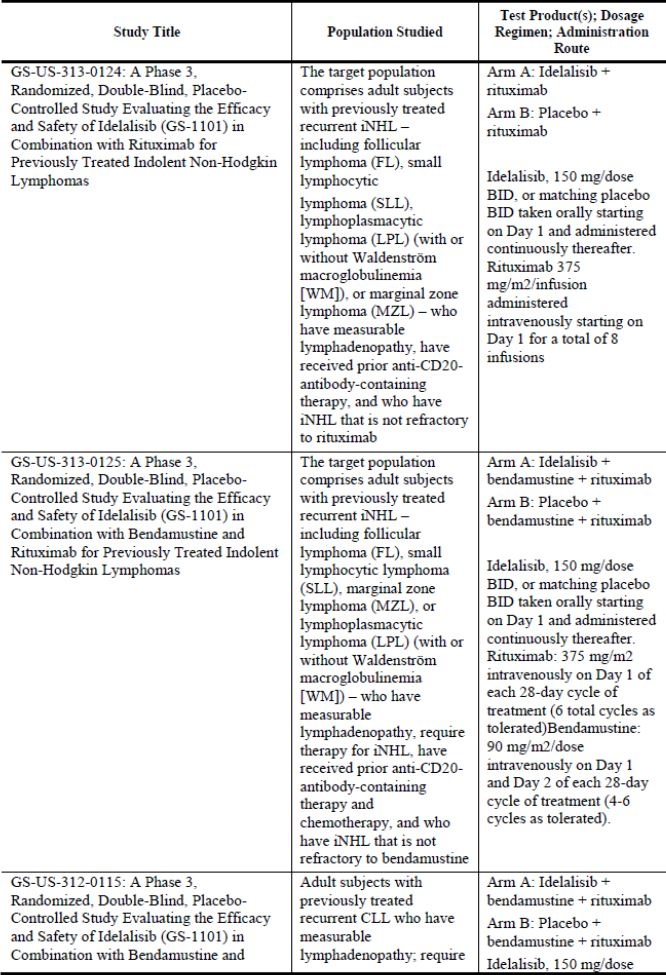 Study Title
Population Studied
Test Product(s); Dosage
Regimen; Administration
Route
GS-US-313-0124: A Phase 3,
Randomized, Double-Blind, Placebo-
Controlled Study Evaluating the Efficacy
and Safety of Idelalisib (GS-1101) in
Combination with Rituximab for
Previously Treated Indolent Non-Hodgkin
Lymphomas
The target population
comprises adult subjects
with previously treated
recurrent iNHL –
including follicular
lymphoma (FL), small
lymphocytic
lymphoma (SLL),
lymphoplasmacytic
lymphoma (LPL) (with or
without Waldenström
macroglobulinemia
[WM]), or marginal zone
lymphoma (MZL) – who
have measurable
lymphadenopathy, have
received prior anti-CD20-
antibody-containing
therapy, and who have
iNHL that is not refractory
to rituximab
Arm A: Idelalisib +
rituximab
Arm B: Placebo +
rituximab
Idelalisib, 150 mg/dose
BID, or matching placebo
BID taken orally starting
on Day 1 and administered
continuously thereafter.
Rituximab 375
mg/m2/infusion
administered
intravenously starting on
Day 1 for a total of 8
infusions
GS-US-313-0125: A Phase 3,
Randomized, Double-Blind, Placebo-
Controlled Study Evaluating the Efficacy
and Safety of Idelalisib (GS-1101) in
Combination with Bendamustine and
Rituximab for Previously Treated Indolent
Non-Hodgkin Lymphomas
The target population
comprises adult subjects
with previously treated
recurrent iNHL –
including follicular
lymphoma (FL), small
lymphocytic lymphoma
(SLL), marginal zone
lymphoma (MZL), or
lymphoplasmacytic
lymphoma (LPL) (with or
without Waldenström
macroglobulinemia
[WM]) – who have
measurable
lymphadenopathy, require
therapy for iNHL, have
received prior anti-CD20-
antibody-containing
therapy and
chemotherapy, and who
have iNHL that is not
refractory to bendamustine
Arm A: Idelalisib +
bendamustine + rituximab
Arm B: Placebo +
bendamustine + rituximab
Idelalisib, 150 mg/dose
BID, or matching placebo
BID taken orally starting
on Day 1 and administered
continuously thereafter.
Rituximab: 375 mg/m2
intravenously on Day 1 of
each 28-day cycle of
treatment (6 total cycles as
tolerated)Bendamustine:
90 mg/m2/dose
intravenously on Day 1
and Day 2 of each 28-day
cycle of treatment (4-6
cycles as tolerated).
GS-US-312-0115: A Phase 3,
Randomized, Double-Blind, Placebo-
Controlled Study Evaluating the Efficacy
and Safety of Idelalisib (GS-1101) in
Combination with Bendamustine and
Adult subjects with
previously treated
recurrent CLL who have
measurable
lymphadenopathy; require
Arm A: Idelalisib +
bendamustine + rituximab
Arm B: Placebo +
bendamustine + rituximab
Idelalisib, 150 mg/dose